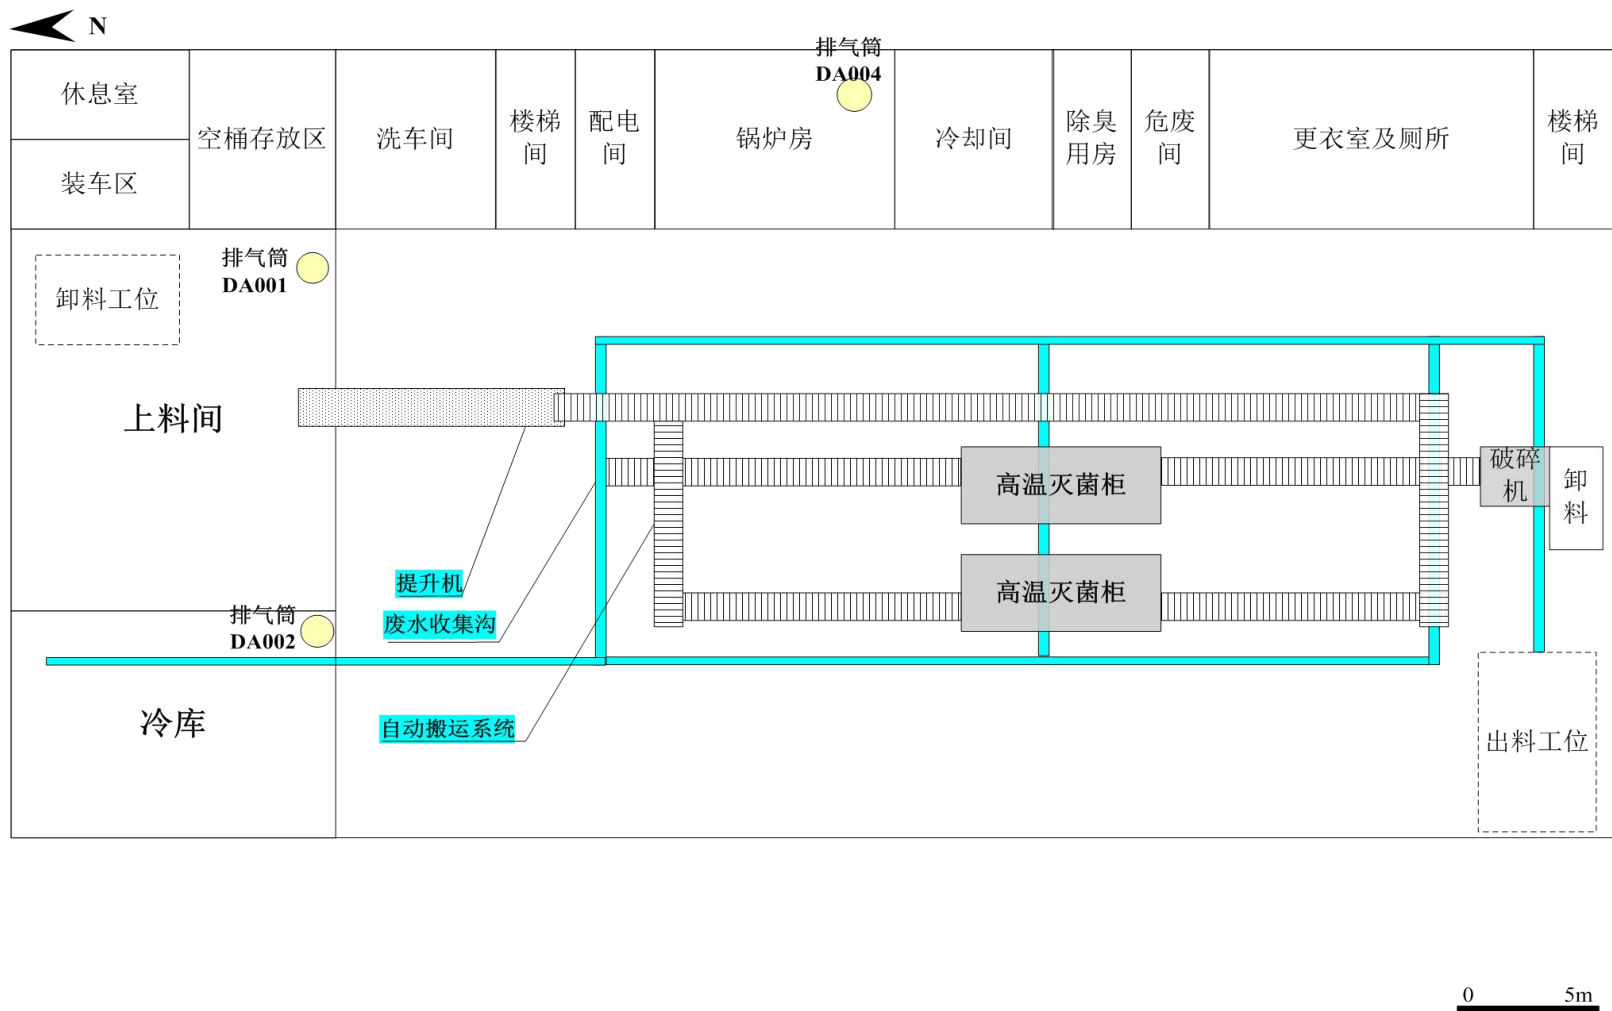 N
排气筒
DA004
休息室
装车区
空桶存放区
洗车间
楼梯
间
配电
间
锅炉房
冷却间
除臭
用房
危废
间
更衣室及厕所
楼梯
间
排气筒
DA001
卸料工位
上料间
高温灭菌柜
破碎
机
卸
料
高温灭菌柜
提升机
废水收集沟
排气筒
DA002
冷库
自动搬运系统
出料工位
0
5m